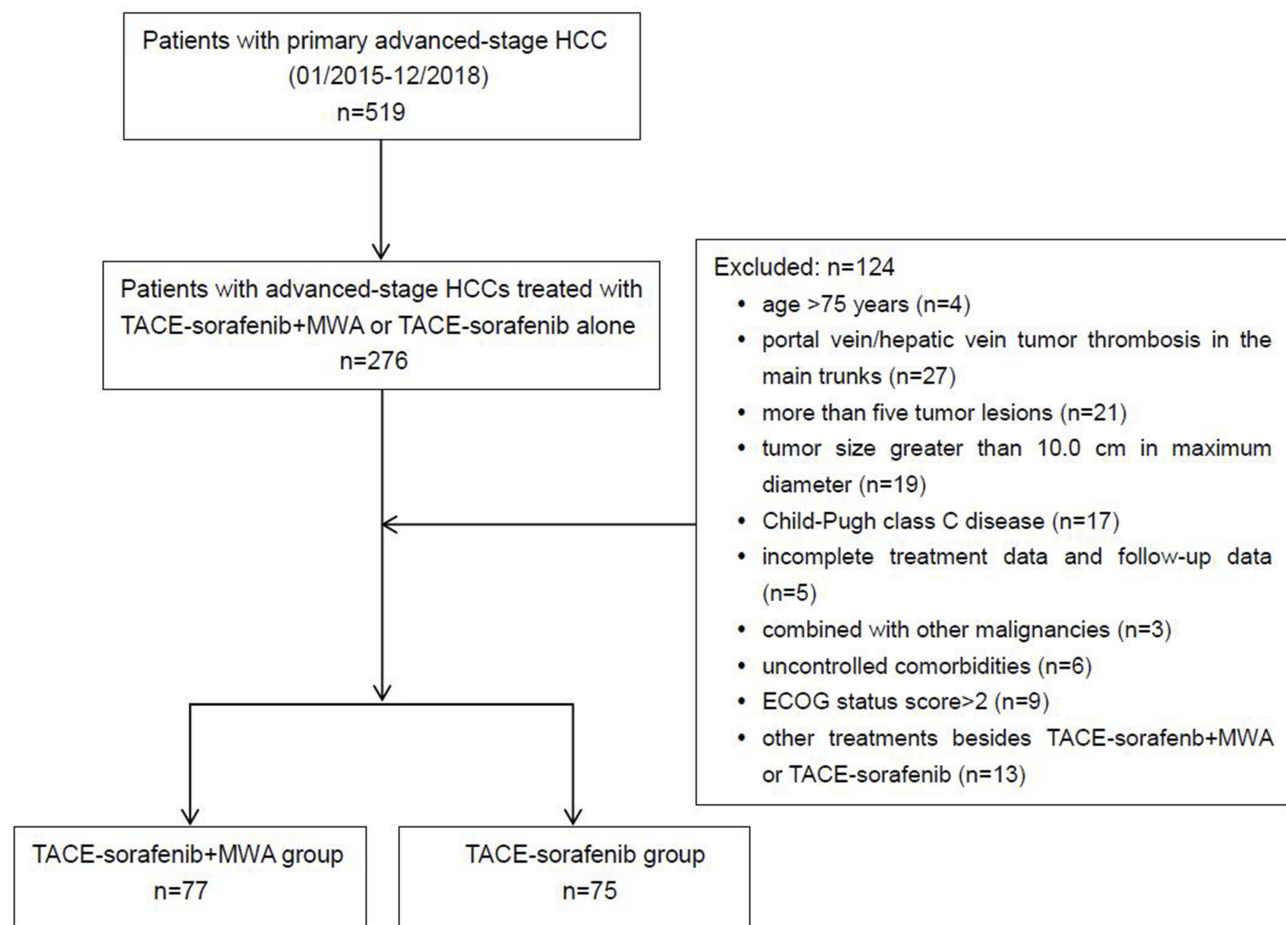 Patients with primary advanced-stage HCC
(01/2015-12/2018)
n=519
Patients with advanced-stage HCCs treated with
TACE-sorafenib+MWA or TACE-sorafenib alone
n=276
Excluded: n=124
• age >75 years (n=4)
• portal vein/hepatic vein tumor thrombosis in the
main trunks (n=27)
• more than five tumor lesions (n=21)
• tumor size greater than 10.0 cm in maximum
diameter (n=19)
• Child-Pugh class C disease (n=17)
• incomplete treatment data and follow-up data
(n=5)
• combined with other malignancies (n=3)
• uncontrolled comorbidities (n=6)
• ECOG status score>2 (n=9)
• other treatments besides TACE-sorafenb+MWA
or TACE-sorafenib (n=13)
TACE-sorafenib+MWA group
n=77
TACE-sorafenib group
n=75